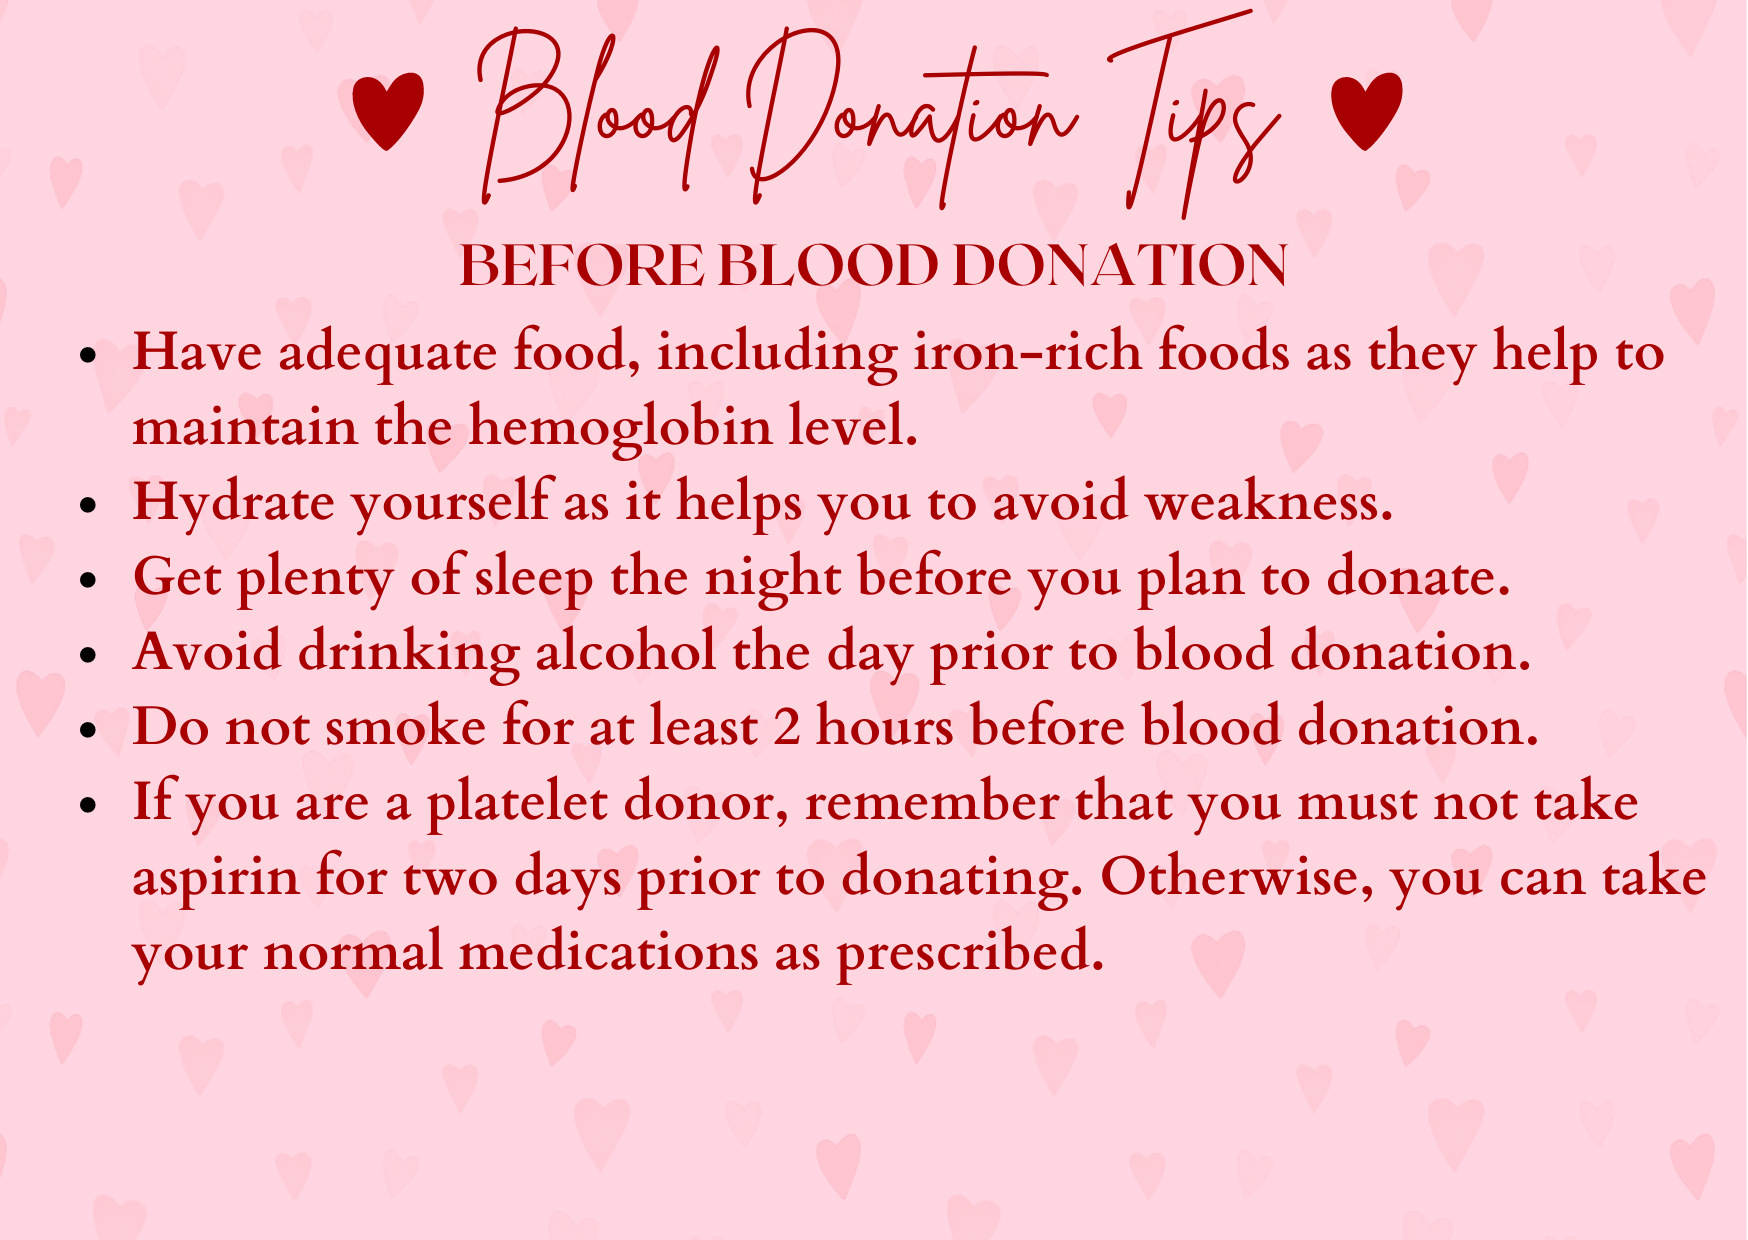 Blood Donation Tips
BEFORE BLOOD DONATION
• Have adequate food, including iron-rich foods as they help to
maintain the hemoglobin level.
• Hydrate yourself as it helps you to avoid weakness.
• Get plenty of sleep the night before you plan to donate.
• Avoid drinking alcohol the day prior to blood donation.
• Do not smoke for at least 2 hours before blood donation.
• If you are a platelet donor, remember that you must not take
aspirin for two days prior to donating. Otherwise, you can take
your normal medications as prescribed.